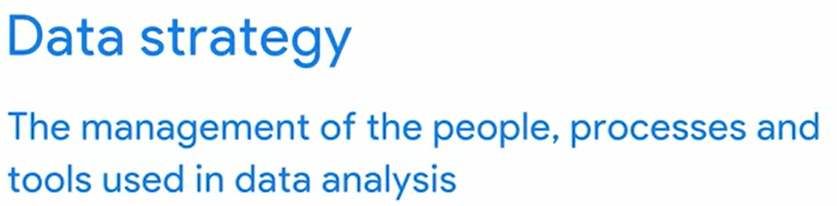 Data strategy
The management of the people, processes and
tools used in data analysis